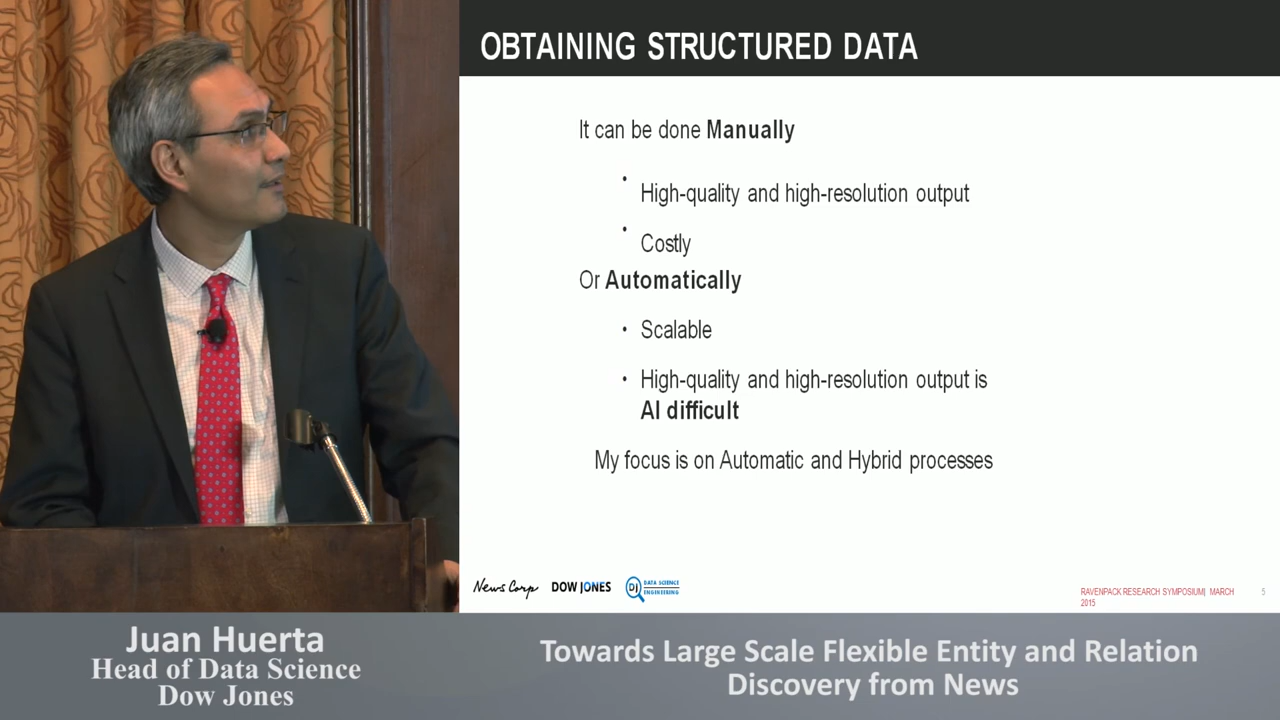 OBTAINING STRUCTURED DATA
It can be done Manually
• High-quality and high-resolution output
• Costly
Or Automatically
• Scalable
• High-quality and high-resolution output is
AI difficult
My focus is on Automatic and Hybrid processes
News Corp DOW JONES DJ DATA SCIENCE
ENGINEERING
RAVENPACK RESEARCH SYMPOSIUM| MARCH
2015
5
Juan Huerta
Head of Data Science
Dow Jones
Towards Large Scale Flexible Entity and Relation
Discovery from News